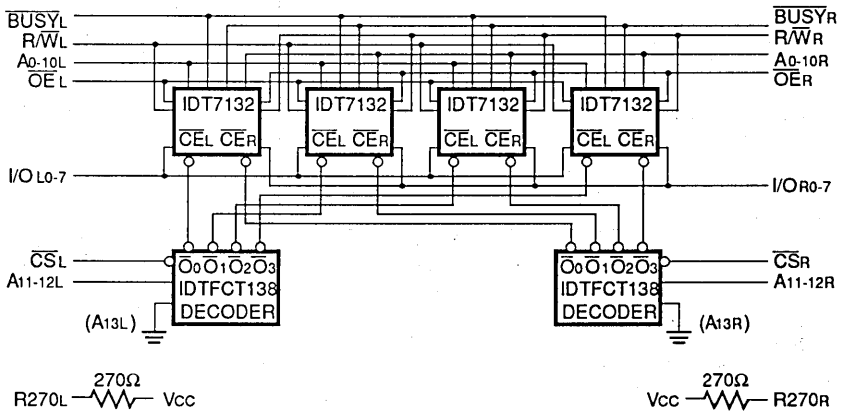 BUSYL BUSYR
R/WL R/WR
A0-10L A0-10R
OEL OER
IDT7132 IDT7132 IDT7132 IDT7132
CEL CER CEL CER CEL CER CEL CER
I/O L0-7 I/OR0-7
CSL O0 O1 O2 O3 O0 O1 O2 O3 CSR
A11-12L IDTFCT138 IDTFCT138 A11-12R
(A13L) DECODER DECODER (A13R)
270Ω 270Ω
R270L VCC VCC R270R